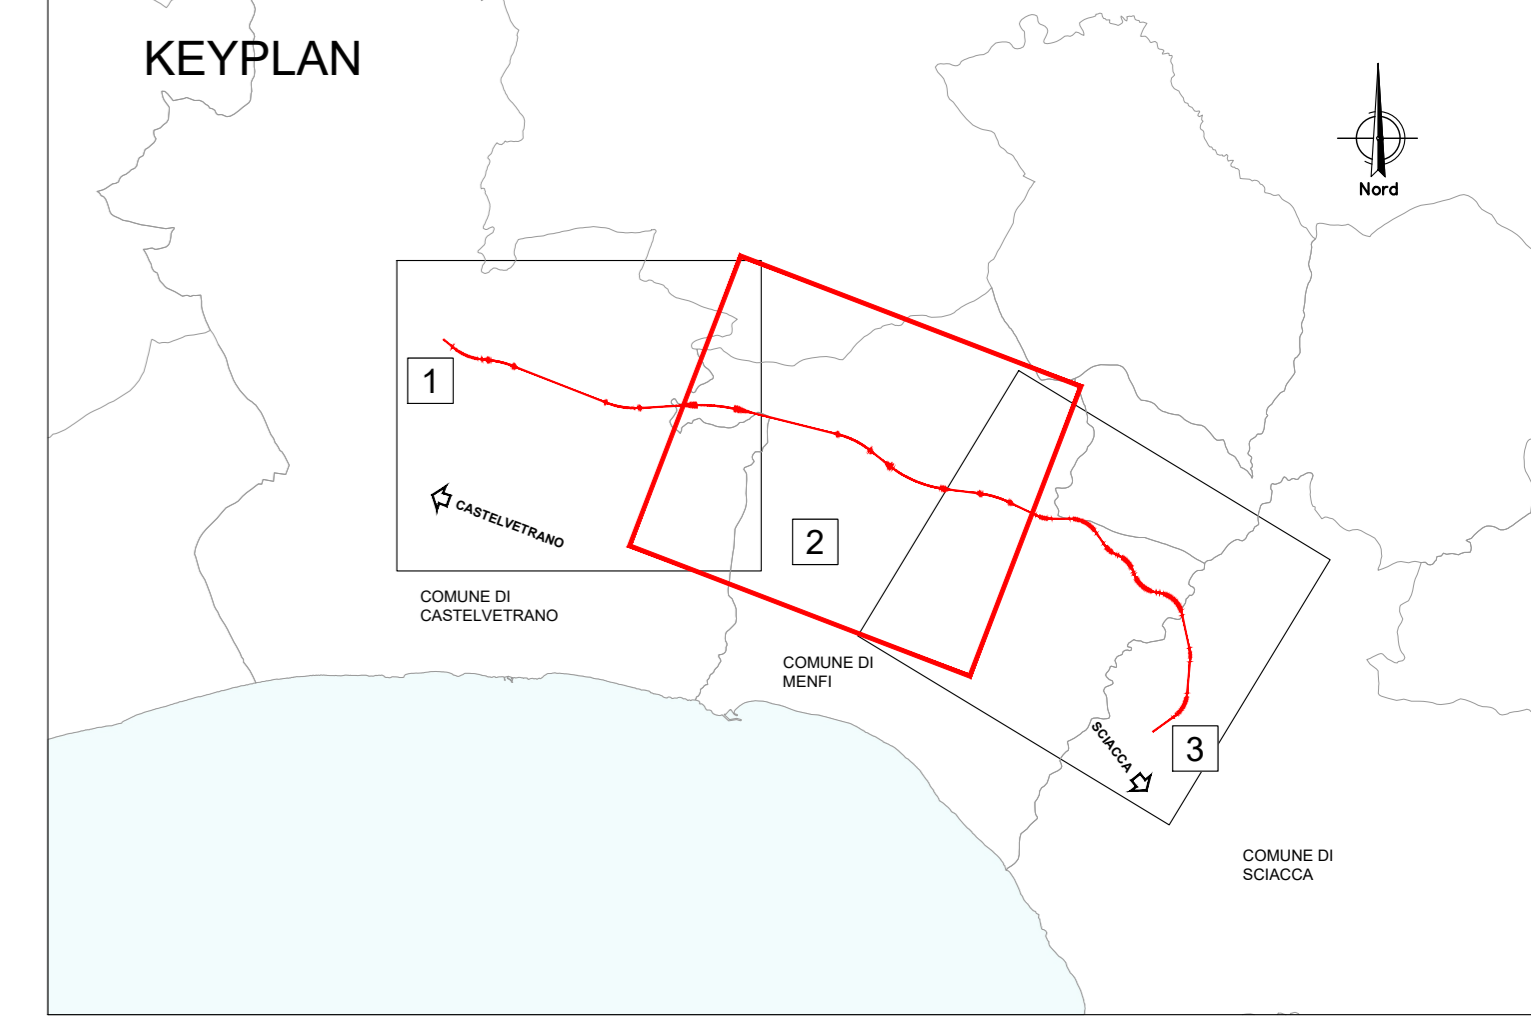 KEYPLAN
Nord
1
CASTELVETRANO
2
COMUNE DI
CASTELVETRANO
COMUNE DI
MENFI
SCIACCA
3
COMUNE DI
SCIACCA